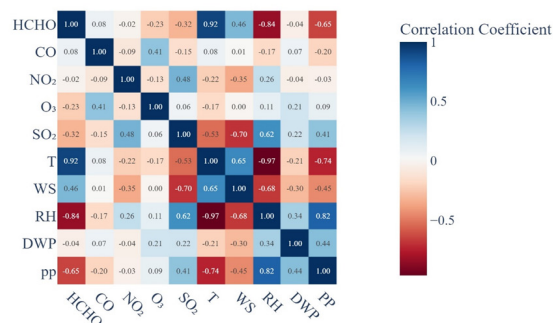 Correlation Coefficient
HCHO 1.00 0.08 -0.02 -0.23 -0.32 0.92 0.46 -0.84 -0.04 -0.65
CO 0.08 1.00 -0.09 0.41 -0.15 0.08 0.01 -0.17 0.07 -0.20
NO₂ -0.02 -0.09 1.00 -0.13 0.48 -0.22 -0.35 0.26 -0.04 -0.03
O₃ -0.23 0.41 -0.13 1.00 0.06 -0.17 0.00 0.11 0.21 0.09
SO₂ -0.32 -0.15 0.48 0.06 1.00 -0.53 -0.70 0.62 0.22 0.41
T 0.92 0.08 -0.22 -0.17 -0.53 1.00 0.65 -0.97 -0.21 -0.74
WS 0.46 0.01 -0.35 0.00 -0.70 0.65 1.00 -0.68 -0.30 -0.45
RH -0.84 -0.17 0.26 0.11 0.62 -0.97 -0.68 1.00 0.34 0.82
DWP -0.04 0.07 -0.04 0.21 0.22 -0.21 -0.30 0.34 1.00 0.44
pp -0.65 -0.20 -0.03 0.09 0.41 -0.74 -0.45 0.82 0.44 1.00
HCHO CO NO₂ O₃ SO₂ T WS RH DWP PP
1
0.5
0
−0.5